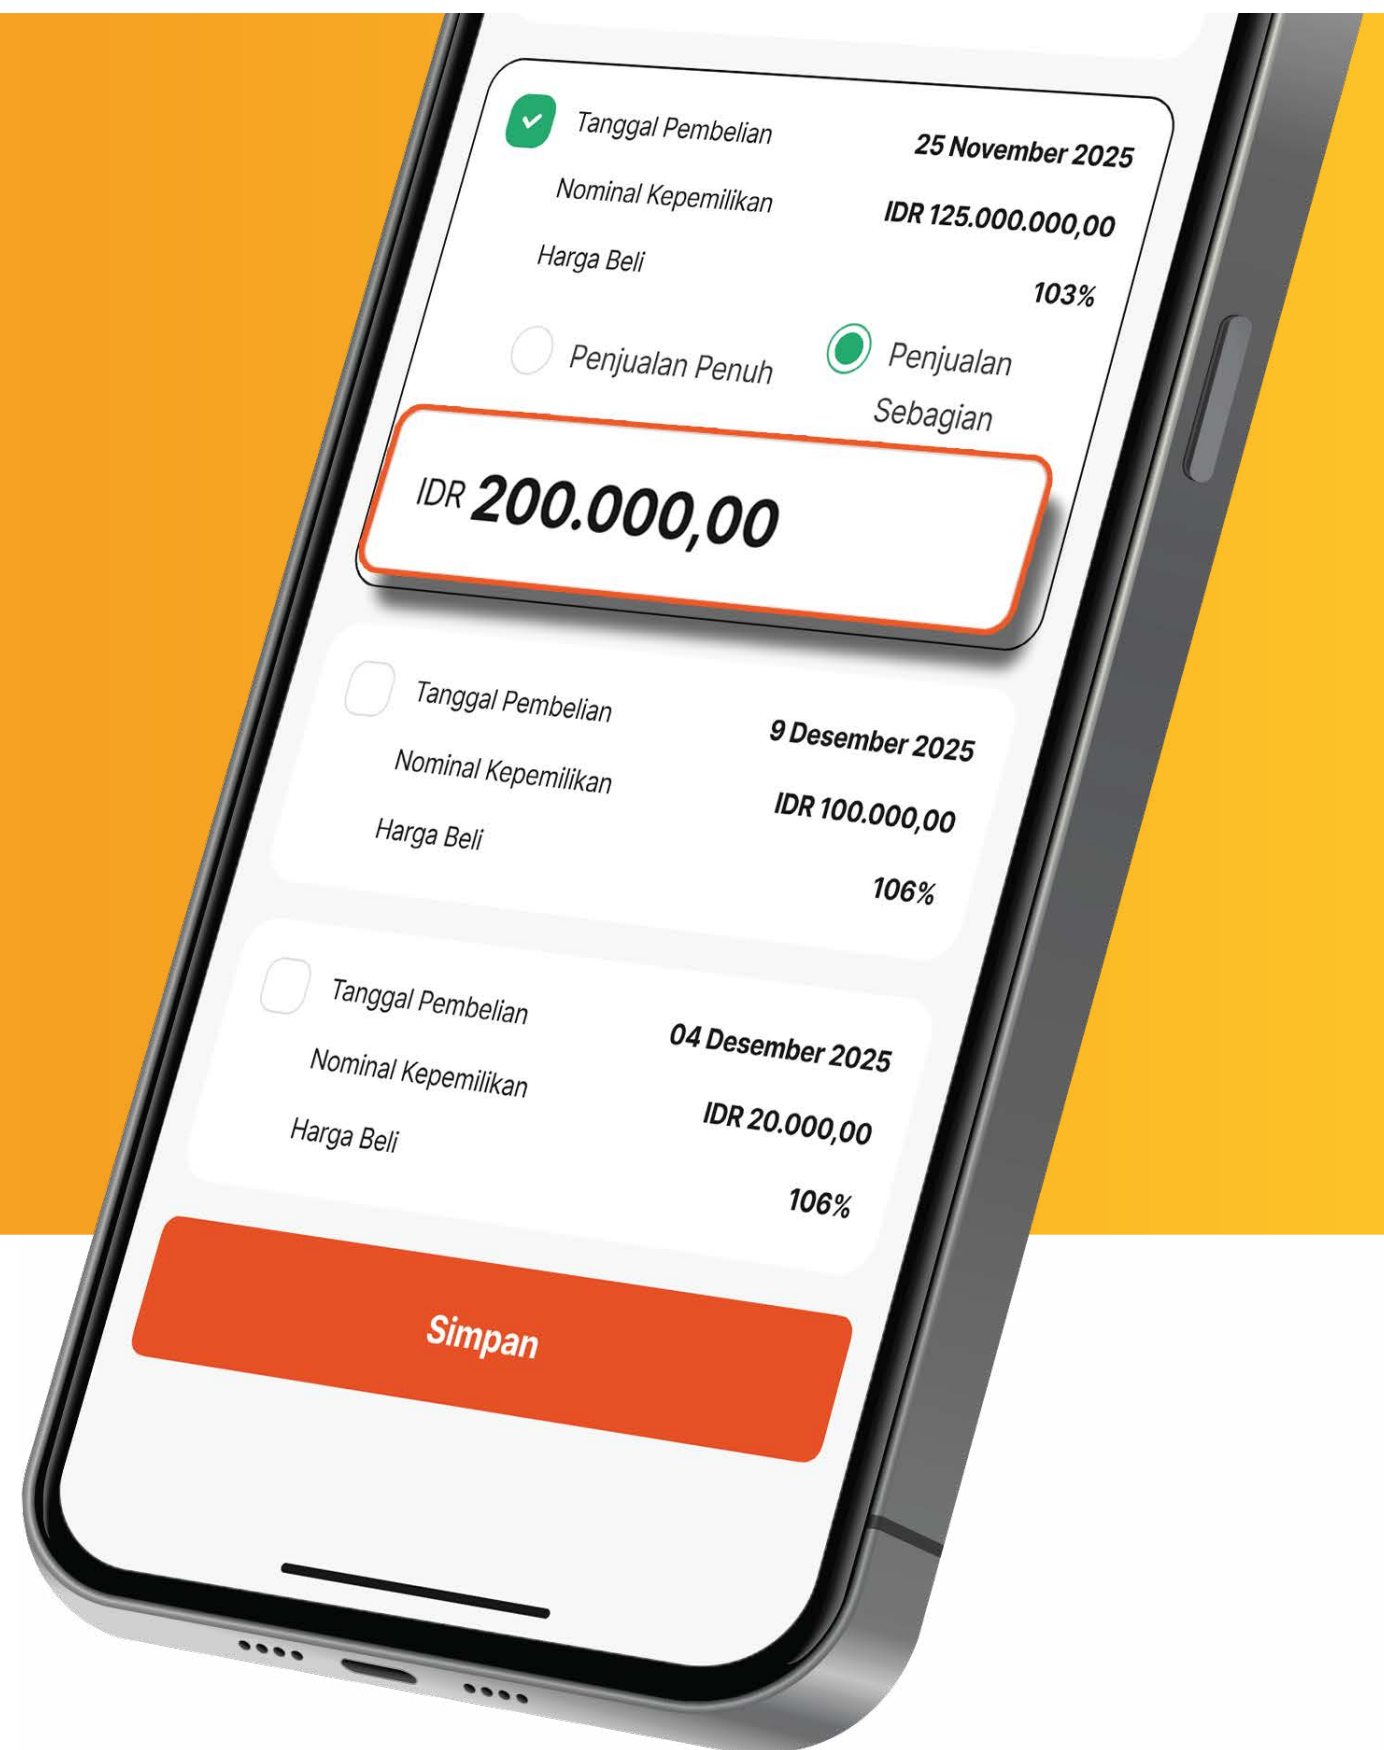 Tanggal Pembelian 25 November 2025
Nominal Kepemilikan IDR 125.000.000,00
Harga Beli 103%
Penjualan Penuh Penjualan
Sebagian
IDR 200.000,00
Tanggal Pembelian 9 Desember 2025
Nominal Kepemilikan IDR 100.000,00
Harga Beli 106%
Tanggal Pembelian 04 Desember 2025
Nominal Kepemilikan IDR 20.000,00
Harga Beli 106%
Simpan